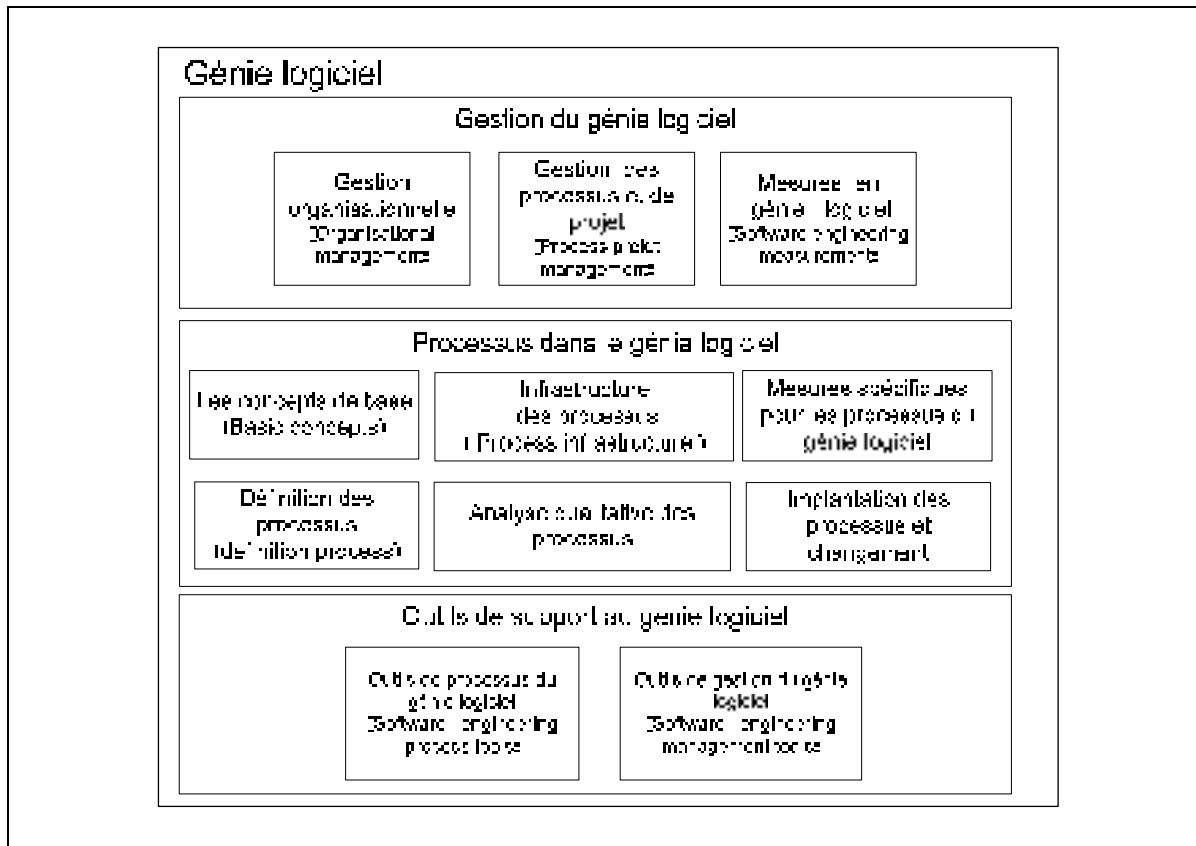 Génie logiciel
Gestion du génie logiciel
Gestion
organisationnelle
Organisational
management
Gestion des
processus et de
projet
Process projet
management
Mesures en
génie logiciel
Software engineering
measurement
Processus dans le génie logiciel
Les concepts de base
(Basic concepts)
Infrastructure
des processus
(Process infrastructure)
Mesures spécifiques
pour les processus du
génie logiciel
Définition des
processus
(definition process)
Analyse qualitative des
processus
Implantation des
processus et
changement
Outils de support au génie logiciel
Outils de processus du
génie logiciel
Software engineering
process
Outils de gestion du génie
logiciel
Software engineering
management